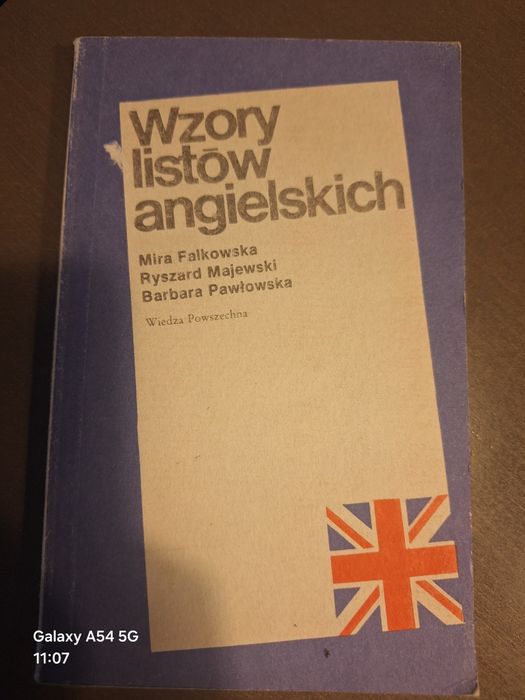 Wzory
listów
angielskich
Mira Falkowska
Ryszard Majewski
Barbara Pawłowska
Wiedza Powszechna
Galaxy A54 5G
11:07